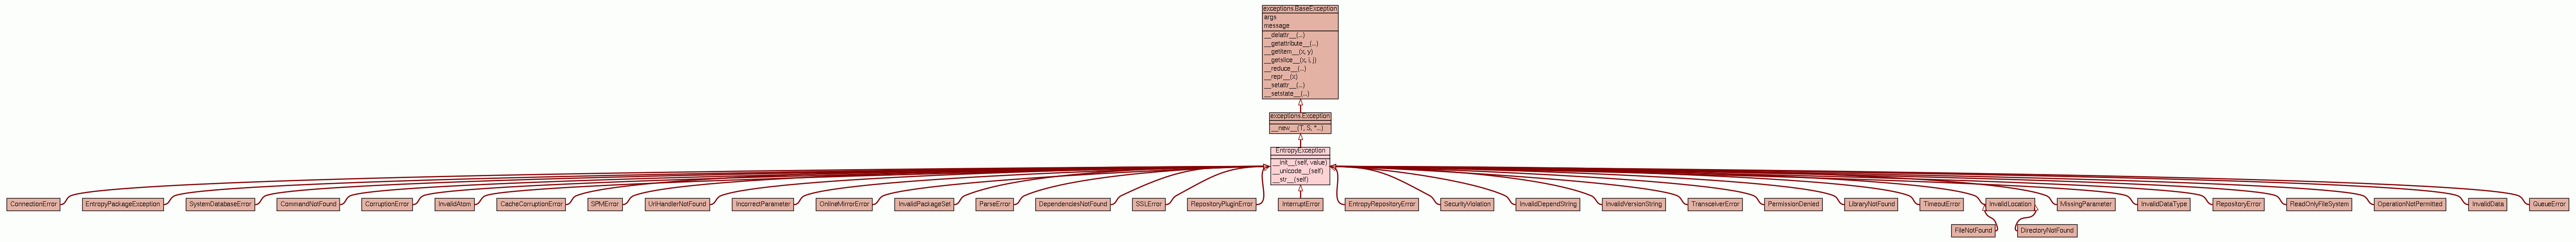 exceptions.BaseException
args
message
__delattr__(...)
__getattribute__(...)
__getitem__(x, y)
__getslice__(x, i, j)
__reduce__(...)
__repr__(x)
__setattr__(...)
__setstate__(...)
exceptions.Exception
__new__(T, S, *...)
EntropyException
__init__(self, value)
__unicode__(self)
__str__(self)
ConnectionError
EntropyPackageException
SystemDatabaseError
CommandNotFound
CorruptionError
InvalidAtom
CacheCorruptionError
SPMError
UrlHandlerNotFound
IncorrectParameter
OnlineMirrorError
InvalidPackageSet
ParseError
DependenciesNotFound
SSLError
RepositoryPluginError
InterruptError
EntropyRepositoryError
SecurityViolation
InvalidDependString
InvalidVersionString
TransceiverError
PermissionDenied
LibraryNotFound
TimeoutError
InvalidLocation
MissingParameter
InvalidDataType
RepositoryError
ReadOnlyFileSystem
OperationNotPermitted
InvalidData
QueueError
FileNotFound
DirectoryNotFound